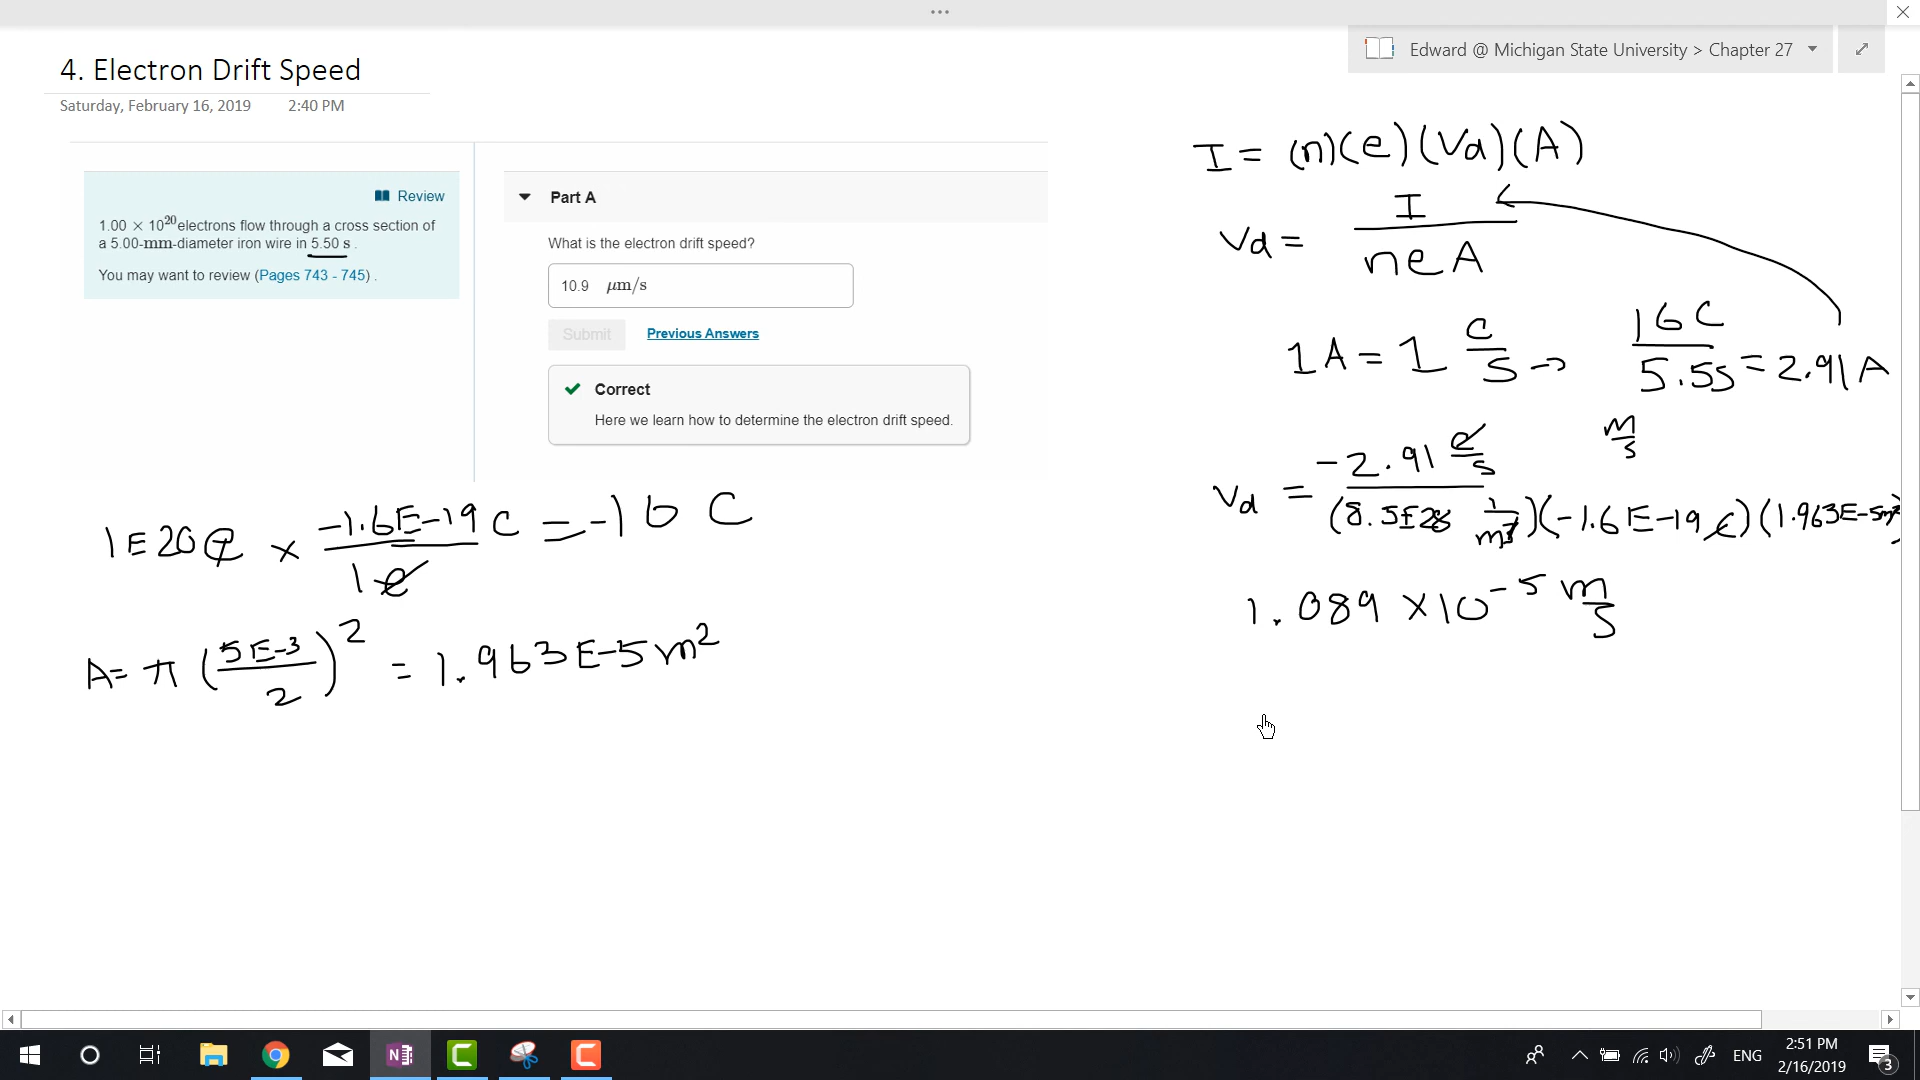 Edward @ Michigan State University > Chapter 27
4. Electron Drift Speed
Saturday, February 16, 2019 2:40 PM
Review
1.00 × 10^20 electrons flow through a cross section of
a 5.00-mm-diameter iron wire in 5.50 s .
You may want to review (Pages 743 - 745) .
Part A
What is the electron drift speed?
10.9 μm/s
Submit Previous Answers
Correct
Here we learn how to determine the electron drift speed.
1E20 e × -1.6E-19 C / 1 e = -16 C
A = π (5E-3 / 2)^2 = 1.963E-5 m^2
I = (n)(e)(Vd)(A)
Vd = I / neA
1A = 1 C/S → 16C / 5.5S = 2.91 A
m/s
Vd = -2.91 C/s / (8.5E28 1/m^3)(-1.6E-19 C)(1.963E-5m^2)
1.089 × 10^-5 m/s
ENG
2:51 PM
2/16/2019
3